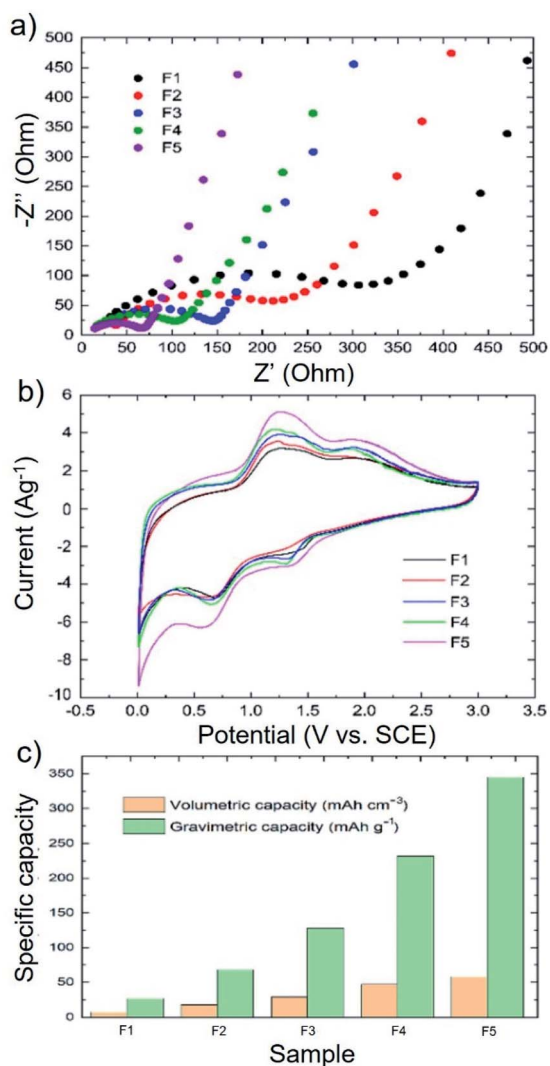 a)
500
450
400
350
300
250
200
150
100
50
0
-Z" (Ohm)
F1
F2
F3
F4
F5
0 50 100 150 200 250 300 350 400 450 500
Z' (Ohm)
b)
6
4
2
0
-2
-4
-6
-8
-10
Current (Ag⁻¹)
F1
F2
F3
F4
F5
-0.5 0.0 0.5 1.0 1.5 2.0 2.5 3.0 3.5
Potential (V vs. SCE)
c)
350
300
250
200
150
100
50
0
Specific capacity
Volumetric capacity (mAh cm⁻³)
Gravimetric capacity (mAh g⁻¹)
F1 F2 F3 F4 F5
Sample